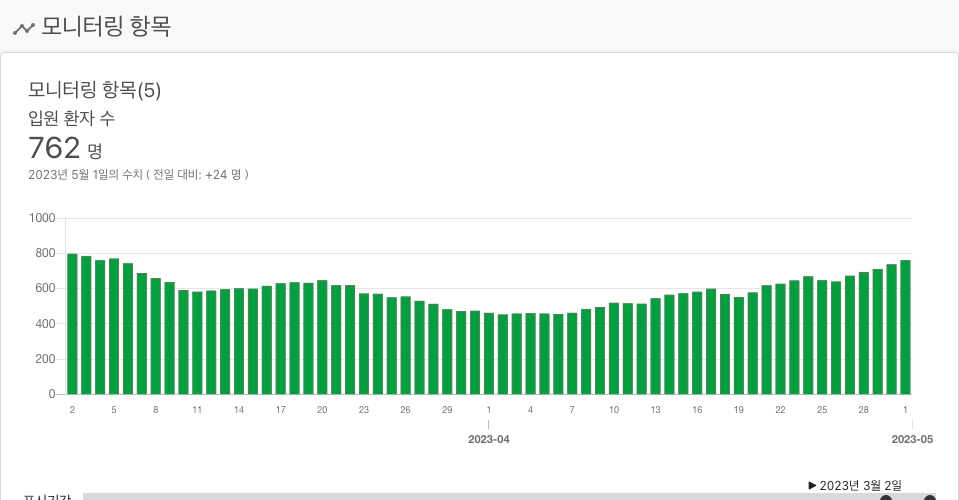 모니터링 항목
모니터링 항목(5)
입원 환자 수
762 명
2023년 5월 1일의 수치 ( 전일 대비: +24 명 )
1000
800
600
400
200
0
2 5 8 11 14 17 20 23 26 29 1 4 7 10 13 16 19 22 25 28 1
2023-04 2023-05
▶ 2023년 3월 2일
표시기간